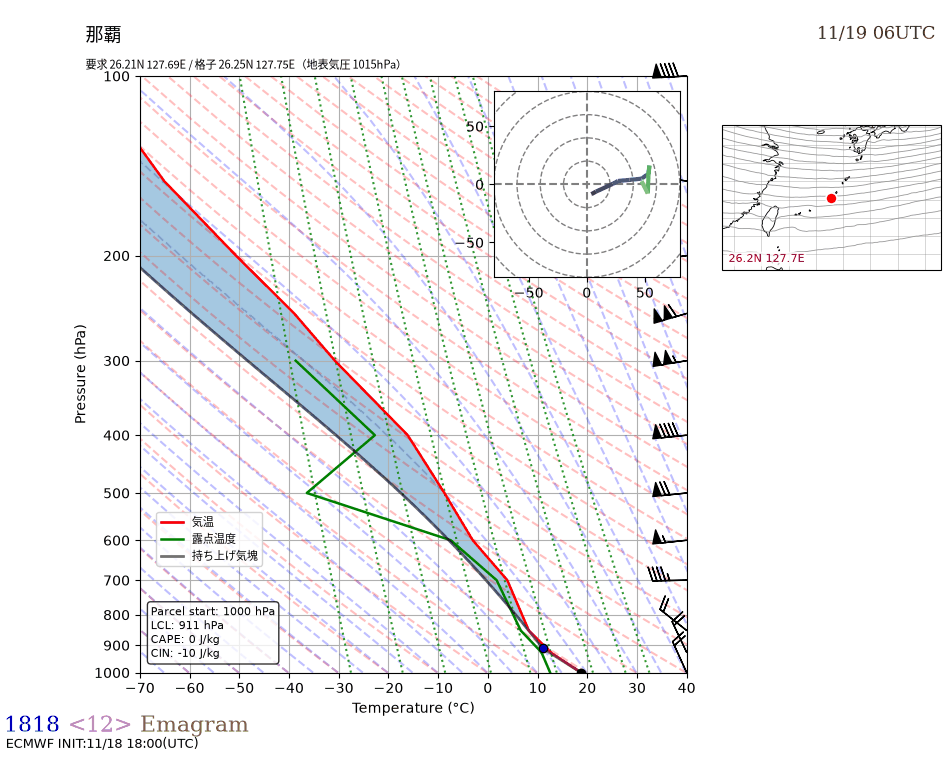 那覇
11/19 06UTC
要求 26.21N 127.69E / 格子 26.25N 127.75E（地表気圧 1015hPa）
100
200
300
400
500
600
700
800
900
1000
Pressure (hPa)
50
0
−50
−50 0 50
26.2N 127.7E
気温
露点温度
持ち上げ気塊
Parcel start: 1000 hPa
LCL: 911 hPa
CAPE: 0 J/kg
CIN: -10 J/kg
−70 −60 −50 −40 −30 −20 −10 0 10 20 30 40
Temperature (°C)
1818 <12> Emagram
ECMWF INIT:11/18 18:00(UTC)